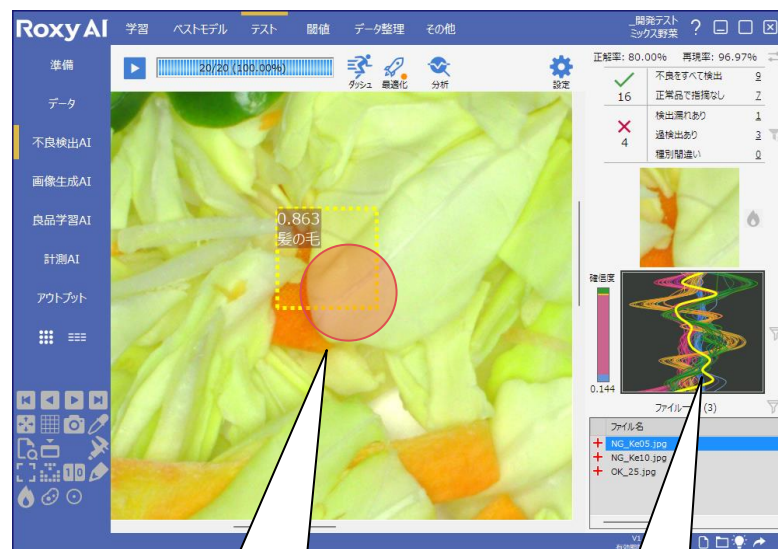 Roxy AI
学習 ベストモデル テスト 閾値 データ整理 その他
_開発テスト
ミックス野菜
?
準備
データ
不良検出AI
画像生成AI
良品学習AI
計測AI
アウトプット
20/20 (100.00%)
ダッシュ 最適化 分析 設定
0.863
髪の毛
正解率: 80.00% 再現率: 96.97%
16
不良をすべて検出 9
正常品で指摘なし 7
4
検出漏れあり 1
過検出あり 3
種別間違い 0
確信度
0.144
(3)
ファイル名
NG_Ke05.jpg
NG_Ke10.jpg
OK_25.jpg